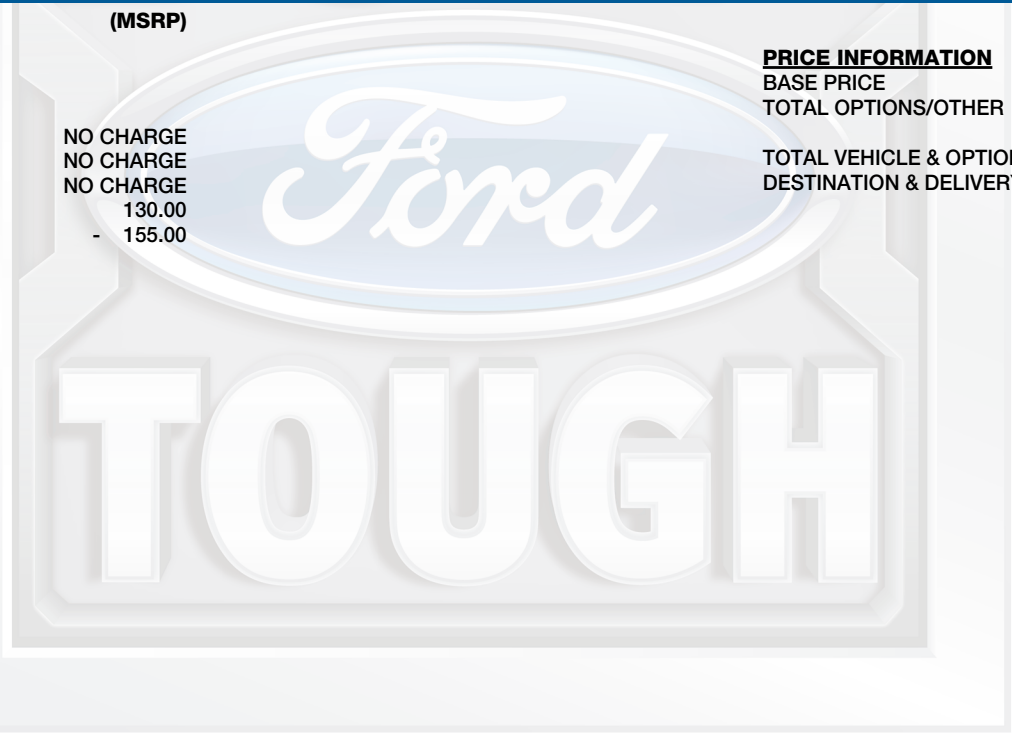 (MSRP)
NO CHARGE
NO CHARGE
NO CHARGE
130.00
- 155.00
PRICE INFORMATION
BASE PRICE
TOTAL OPTIONS/OTHER
TOTAL VEHICLE & OPTION
DESTINATION & DELIVERY
Ford
TOUGH